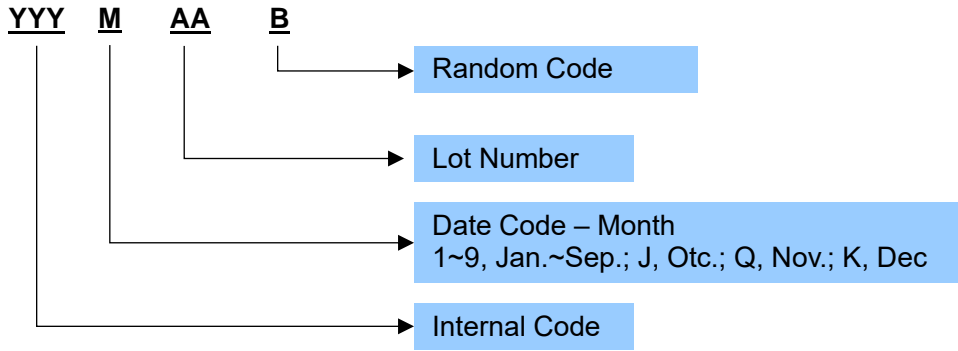 YYY M AA B
Random Code
Lot Number
Date Code – Month
1~9, Jan.~Sep.; J, Otc.; Q, Nov.; K, Dec
Internal Code